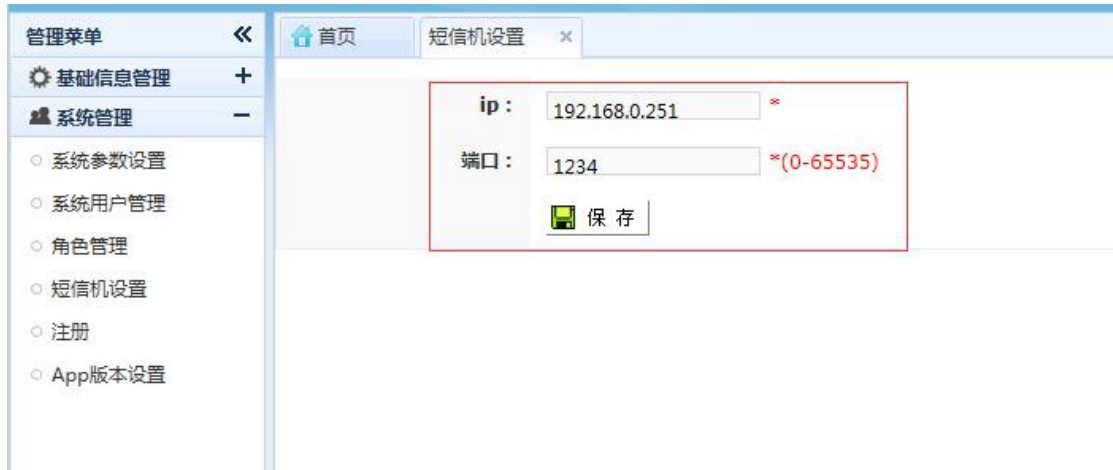 管理菜单
首页
短信机设置
基础信息管理
系统管理
系统参数设置
系统用户管理
角色管理
短信机设置
注册
App版本设置
ip：
192.168.0.251
*
端口：
1234
*(0-65535)
保 存